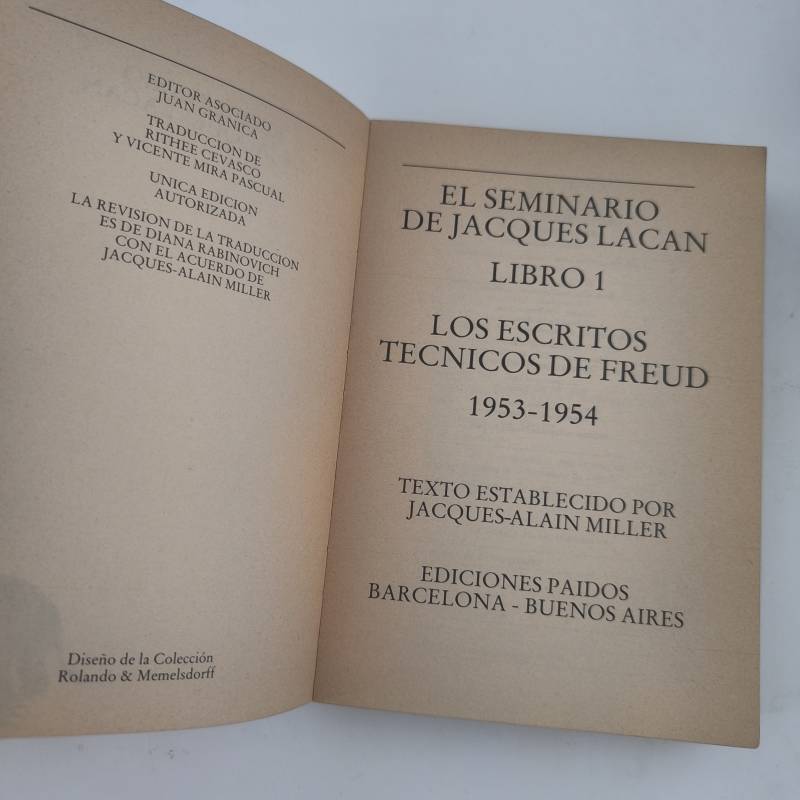 EDITOR ASOCIADO
JUAN GRANICA
TRADUCCION DE
RITHEE CEVASCO
Y VICENTE MIRA PASCUAL
UNICA EDICION
AUTORIZADA
LA REVISION DE LA TRADUCCION
ES DE DIANA RABINOVICH
CON EL ACUERDO DE
JACQUES-ALAIN MILLER
Diseño de la Colección
Rolando & Memelsdorff
EL SEMINARIO
DE JACQUES LACAN
LIBRO 1
LOS ESCRITOS
TECNICOS DE FREUD
1953-1954
TEXTO ESTABLECIDO POR
JACQUES-ALAIN MILLER
EDICIONES PAIDOS
BARCELONA - BUENOS AIRES